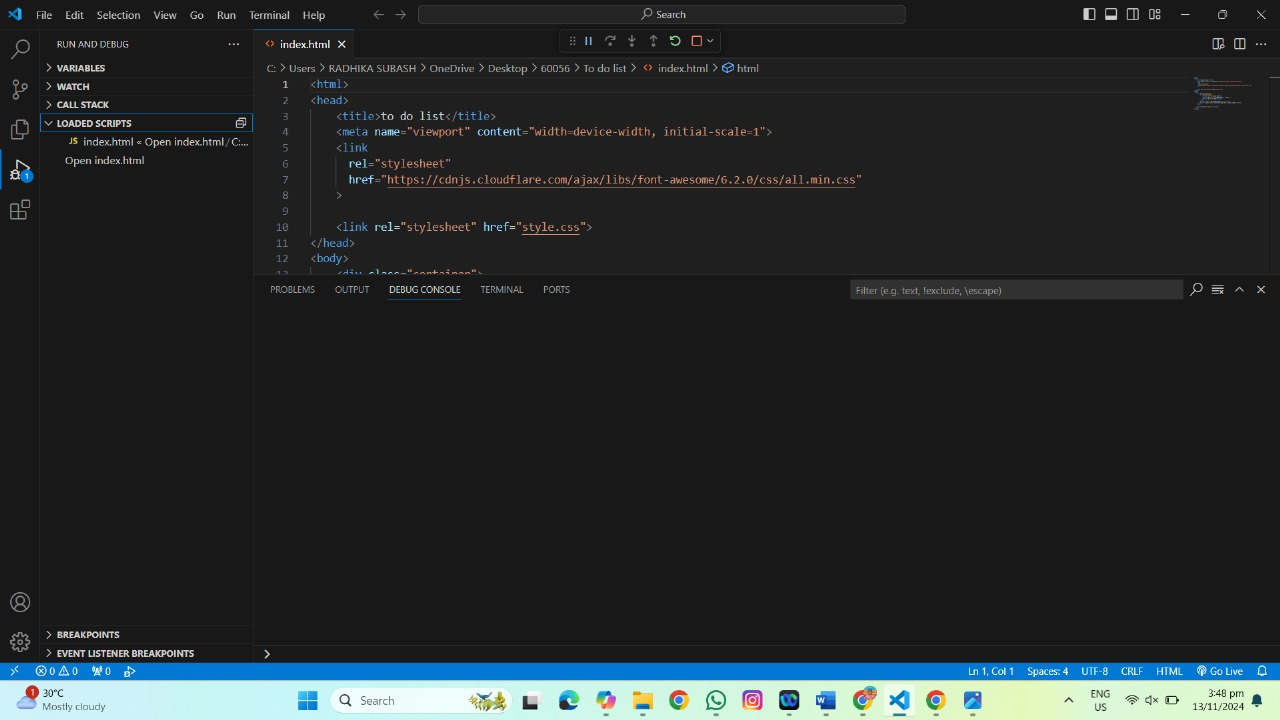 File Edit Selection View Go Run Terminal Help
Search
RUN AND DEBUG
index.html
VARIABLES
WATCH
CALL STACK
LOADED SCRIPTS
JS index.html « Open index.html / C:...
Open index.html
C: > Users > RADHIKA SUBASH > OneDrive > Desktop > 60056 > To do list > index.html > html
1 <html>
2 <head>
3 <title>to do list</title>
4 <meta name="viewport" content="width=device-width, initial-scale=1">
5 <link
6 rel="stylesheet"
7 href="https://cdnjs.cloudflare.com/ajax/libs/font-awesome/6.2.0/css/all.min.css"
8 >
9
10 <link rel="stylesheet" href="style.css">
11 </head>
12 <body>
13 <div class="container">
PROBLEMS OUTPUT DEBUG CONSOLE TERMINAL PORTS
Filter (e.g. text, !exclude, \escape)
BREAKPOINTS
EVENT LISTENER BREAKPOINTS
1
0 0 0
Ln 1, Col 1 Spaces: 4 UTF-8 CRLF HTML Go Live
1
30°C
Mostly cloudy
Search
W
ENG
US
3:48 pm
13/11/2024